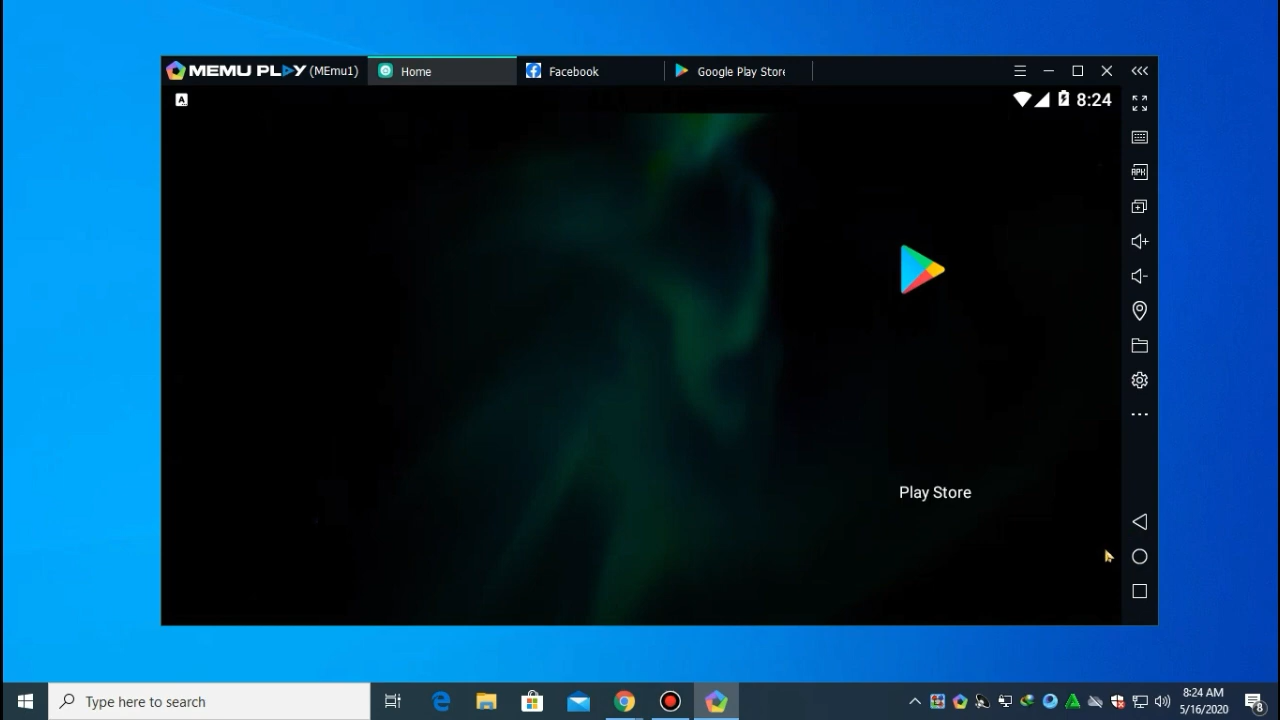 MEMU PLAY (MEmu1)
Home
Facebook
Google Play Store
A
8:24
APK
Play Store
Type here to search
8:24 AM
5/16/2020
8